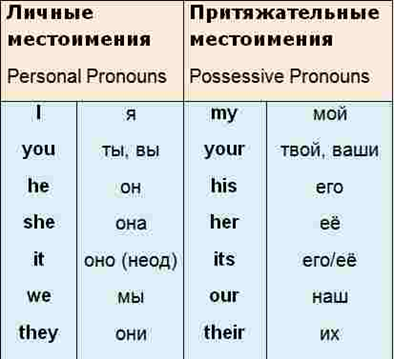 Личные местоимения
Personal Pronouns
Притяжательные местоимения
Possessive Pronouns
I я my мой
you ты, вы your твой, ваши
he он his его
she она her её
it оно (неод) its его/её
we мы our наш
they они their их